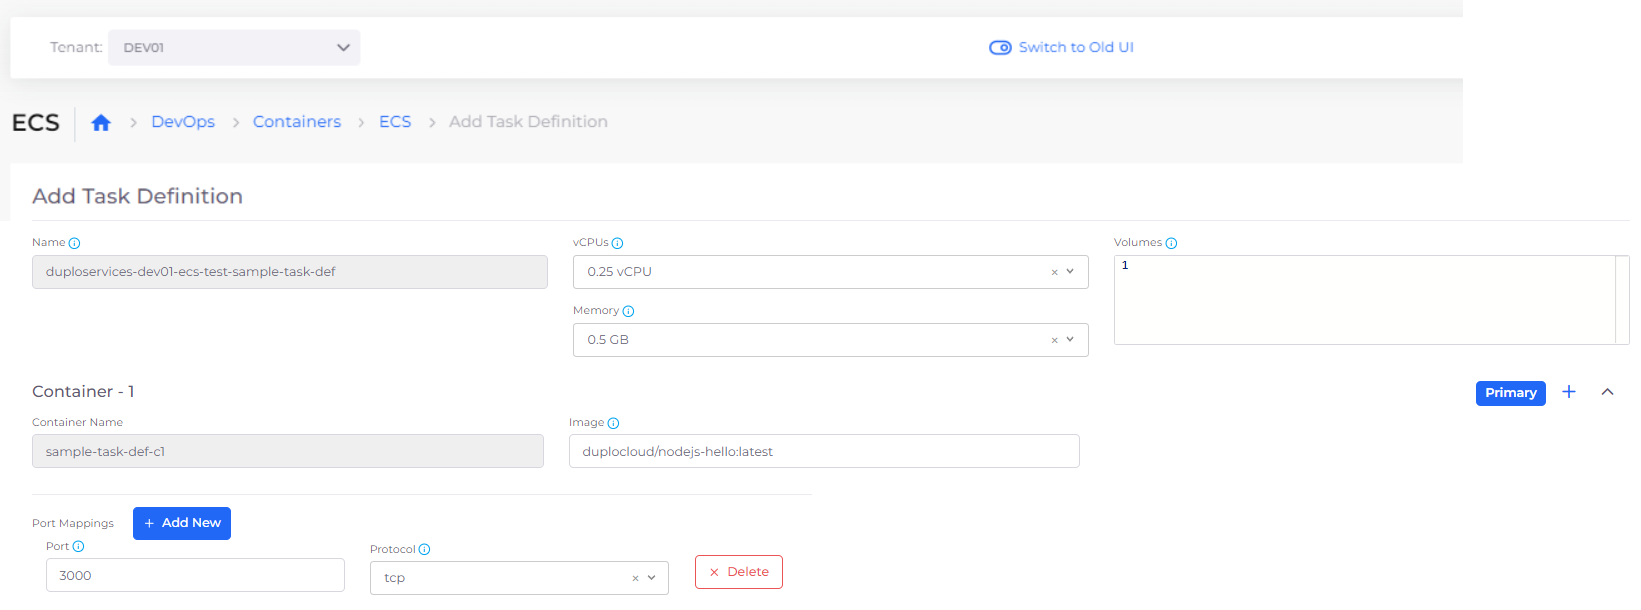 Tenant: DEV01 Switch to Old UI
ECS > DevOps > Containers > ECS > Add Task Definition
Add Task Definition
Name vCPUs Volumes
duploservices-dev01-ecs-test-sample-task-def 0.25 vCPU × 1
Memory
0.5 GB ×
Container - 1 Primary +
Container Name Image
sample-task-def-c1 duplocloud/nodejs-hello:latest
Port Mappings + Add New
Port Protocol
3000 tcp × × Delete